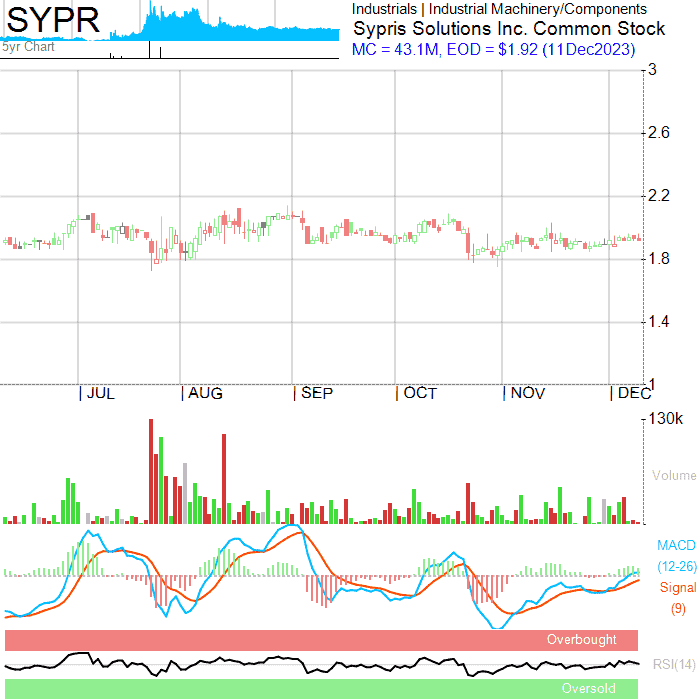 SYPR
5yr Chart
Industrials | Industrial Machinery/Components
Sypris Solutions Inc. Common Stock
MC = 43.1M, EOD = $1.92 (11Dec2023)
3
2.6
2.2
1.8
1.4
1
| JUL | AUG | SEP | OCT | NOV | DEC
130k
Volume
MACD
(12-26)
Signal
(9)
Overbought
RSI(14)
Oversold